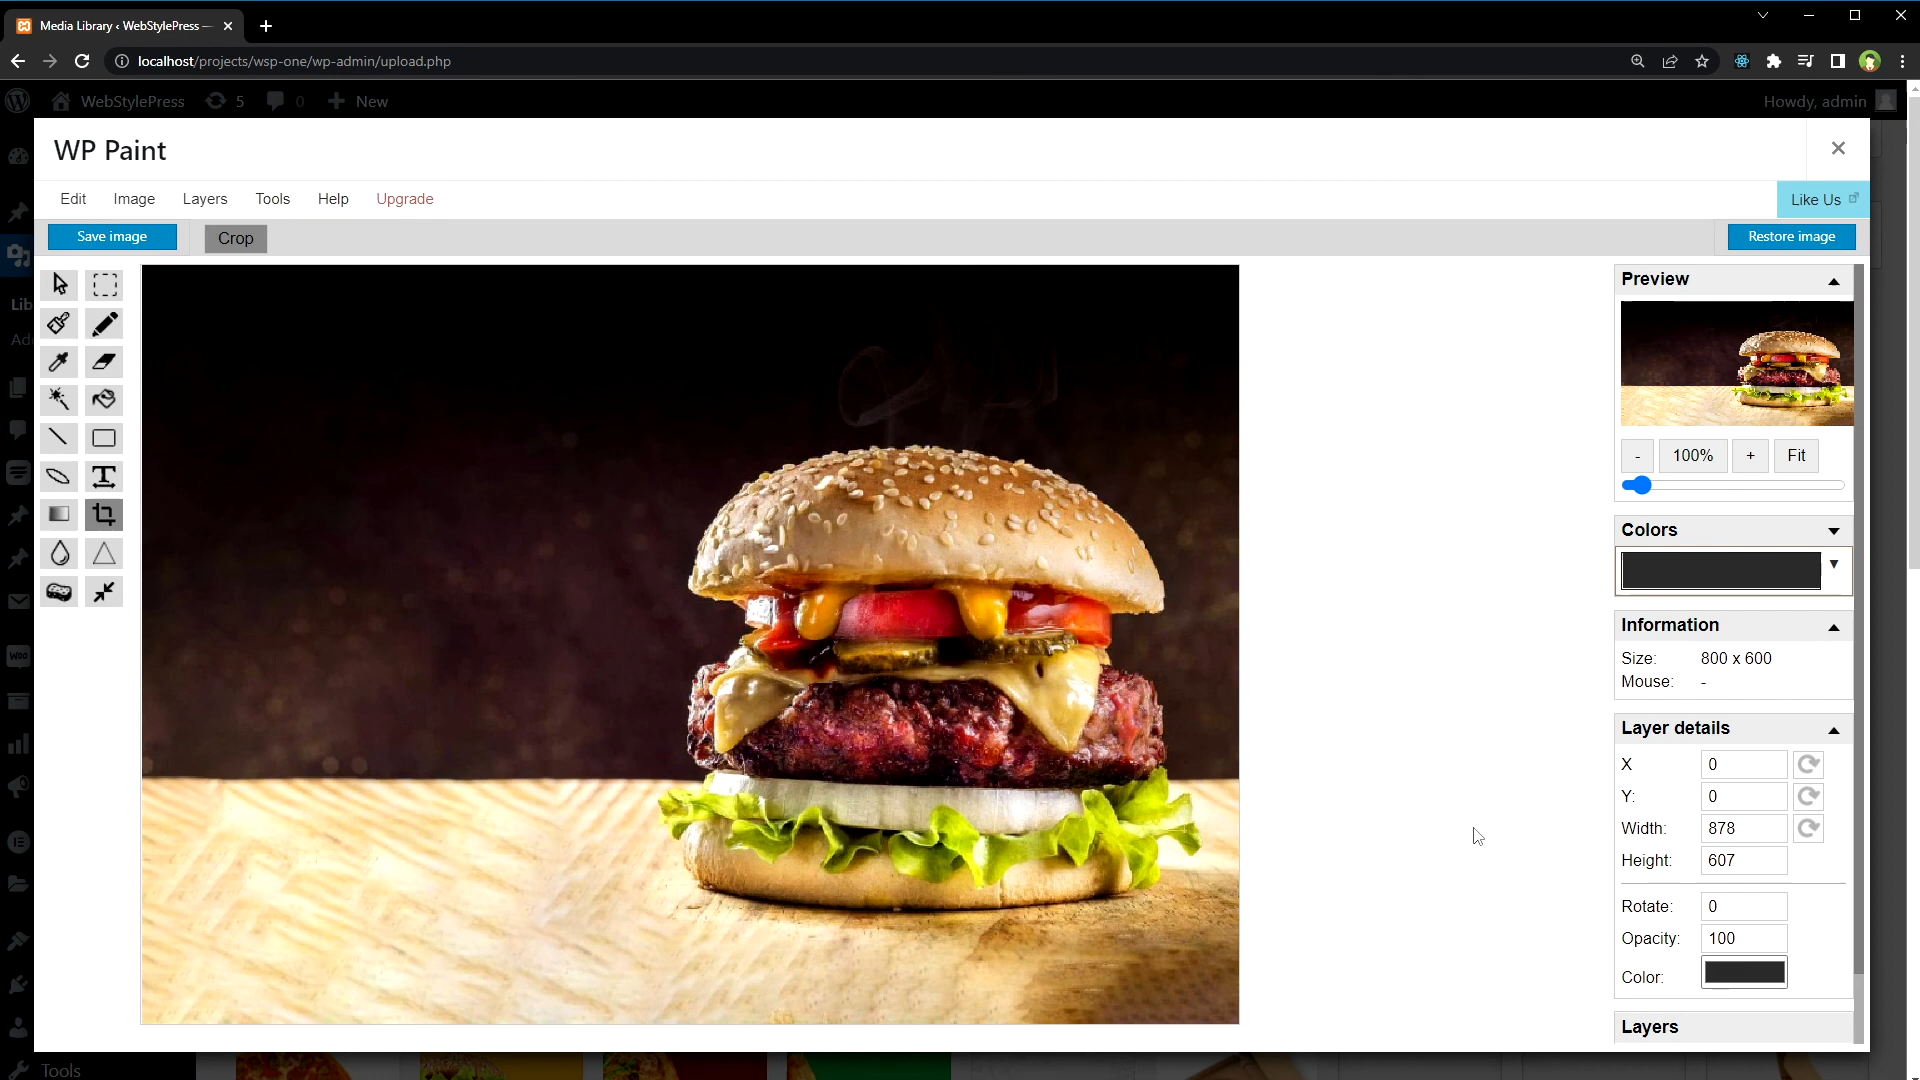 Media Library ‹ WebStylePress —
localhost/projects/wsp-one/wp-admin/upload.php
WebStylePress 5 0 New
Howdy, admin
WP Paint
Edit Image Layers Tools Help Upgrade
Like Us
Save image Crop Restore image
Preview
- 100% + Fit
Colors
Information
Size: 800 x 600
Mouse: -
Layer details
X 0
Y: 0
Width: 878
Height: 607
Rotate: 0
Opacity: 100
Color:
Layers
Lib
Woo
Tools